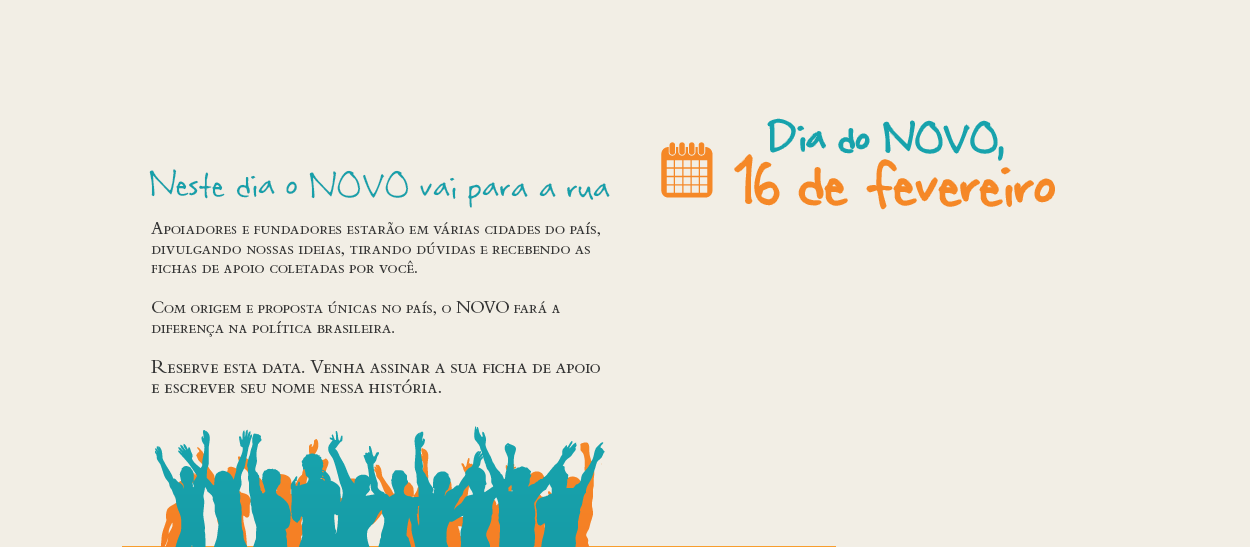 Neste dia o NOVO vai para a rua
Apoiadores e fundadores estarão em várias cidades do país,
divulgando nossas ideias, tirando dúvidas e recebendo as
fichas de apoio coletadas por você.
Com origem e proposta únicas no país, o NOVO fará a
diferença na política brasileira.
Reserve esta data. Venha assinar a sua ficha de apoio
e escrever seu nome nessa história.
Dia do NOVO,
16 de fevereiro